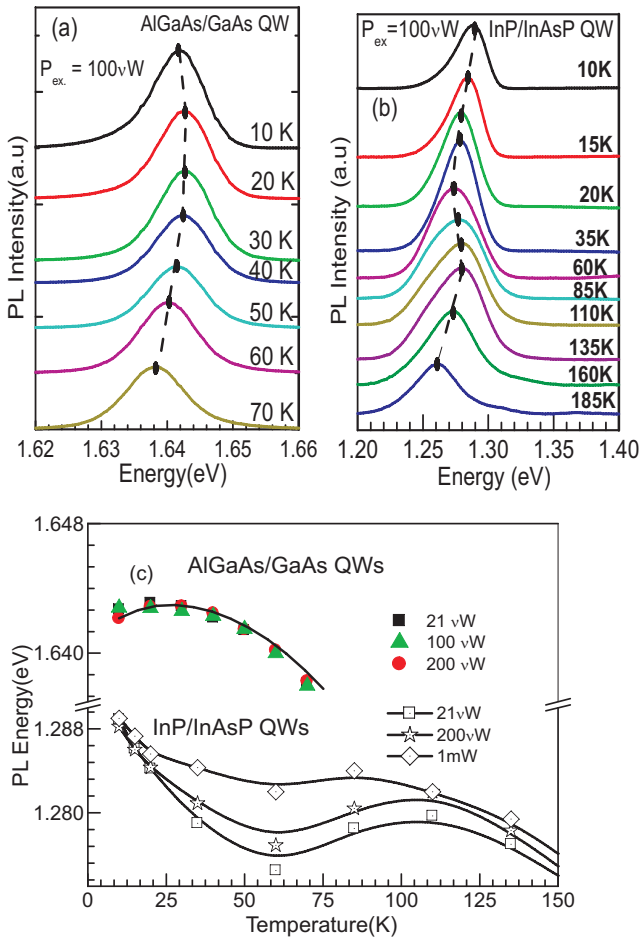 (a)
AlGaAs/GaAs QW
P ex. = 100νW
10 K
20 K
30 K
40 K
50 K
60 K
70 K
PL Intensity(a.u)
1.62 1.64 1.65 1.66
Energy(eV)
P ex =100νW
InP/InAsP QW
(b)
10K
15K
20K
35K
60K
85K
110K
135K
160K
185K
PL Intensity (a.u)
1.20 1.25 1.30 1.35 1.40
Energy (eV)
(c)
AlGaAs/GaAs QWs
21 νW
100 νW
200 νW
InP/InAsP QWs
21νW
200νW
1mW
PL Energy(eV)
1.648
1.640
1.288
1.280
0 25 50 75 100 125 150
Temperature(K)